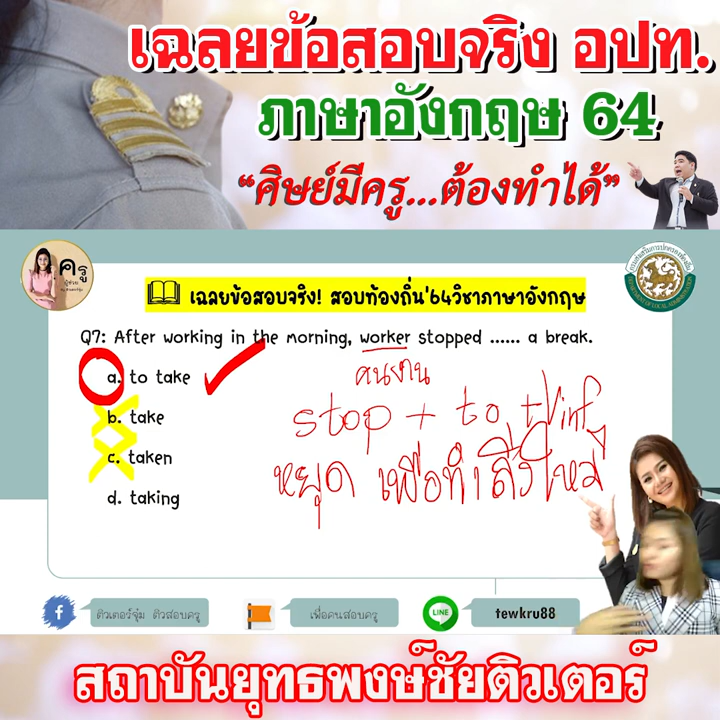 เฉลยข้อสอบจริง อปท.
ภาษาอังกฤษ 64
“ศิษย์มีครู...ต้องทำได้”
ครู
ผู้ช่วย
เฉลยข้อสอบจริง! สอบท้องถิ่น'64วิชาภาษาอังกฤษ
Q7: After working in the morning, worker stopped ...... a break.
a. to take
คนงาน
b. take
stop + to + Vinf
c. taken
หยุด เพื่อทำสิ่งใหม่
d. taking
ติวเตอร์จุ๋ม ติวสอบครู
เพื่อคนสอบครู
LINE
tewkru88
สถาบันยุทธพงษ์ชัยติวเตอร์